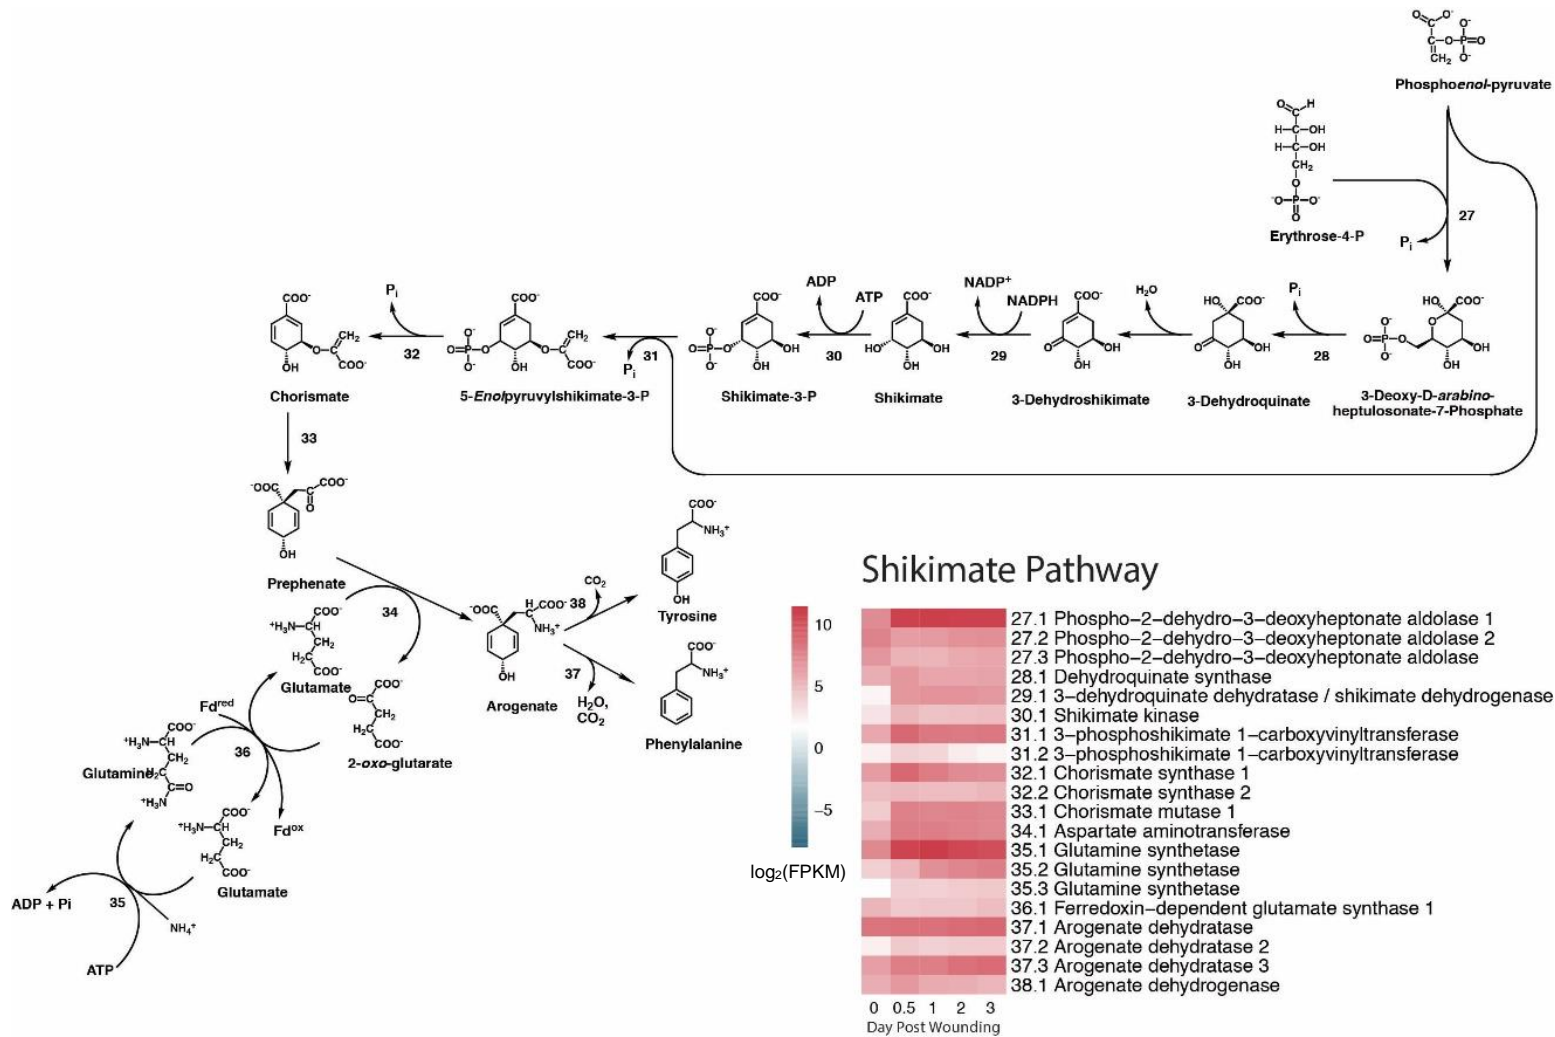 Phosphoenol-pyruvate
Erythrose-4-P
27
Pi
ADP
ATP
NADP+
NADPH
H2O
Pi
Pi
32
31
Pi
30
29
28
Chorismate
5-Enolpyruvylshikimate-3-P
Shikimate-3-P
Shikimate
3-Dehydroshikimate
3-Dehydroquinate
3-Deoxy-D-arabino-
heptulosonate-7-Phosphate
33
Prephenate
34
Glutamate
2-oxo-glutarate
Arogenate
38
CO2
37
H2O,
CO2
Tyrosine
Phenylalanine
Fdred
36
Fdox
Glutamine
Glutamate
35
ADP + Pi
NH4+
ATP
Shikimate Pathway
10
5
0
−5
log2(FPKM)
27.1 Phospho−2−dehydro−3−deoxyheptonate aldolase 1
27.2 Phospho−2−dehydro−3−deoxyheptonate aldolase 2
27.3 Phospho−2−dehydro−3−deoxyheptonate aldolase
28.1 Dehydroquinate synthase
29.1 3−dehydroquinate dehydratase / shikimate dehydrogenase
30.1 Shikimate kinase
31.1 3−phosphoshikimate 1−carboxyvinyltransferase
31.2 3−phosphoshikimate 1−carboxyvinyltransferase
32.1 Chorismate synthase 1
32.2 Chorismate synthase 2
33.1 Chorismate mutase 1
34.1 Aspartate aminotransferase
35.1 Glutamine synthetase
35.2 Glutamine synthetase
35.3 Glutamine synthetase
36.1 Ferredoxin−dependent glutamate synthase 1
37.1 Arogenate dehydratase
37.2 Arogenate dehydratase 2
37.3 Arogenate dehydratase 3
38.1 Arogenate dehydrogenase
0 0.5 1 2 3
Day Post Wounding